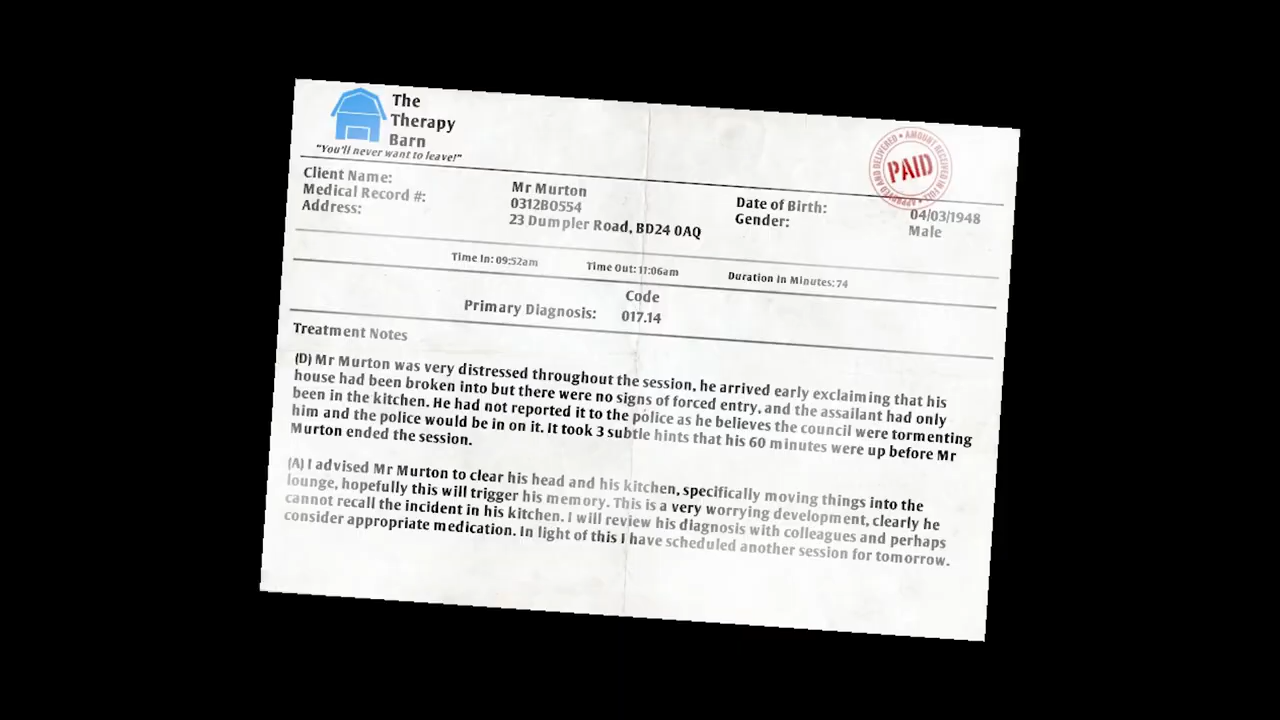 The
Therapy
Barn
"You'll never want to leave!"
APPROVED AND DELIVERED • AMOUNT RECEIVED IN FULL •
PAID
Client Name: Mr Murton Date of Birth: 04/03/1948
Medical Record #: 0312B0554 Gender: Male
Address: 23 Dumpler Road, BD24 0AQ
Time In: 09:52am Time Out: 11:06am Duration in Minutes: 74
Code
Primary Diagnosis: 017.14
Treatment Notes
(D) Mr Murton was very distressed throughout the session, he arrived early exclaiming that his
house had been broken into but there were no signs of forced entry, and the assailant had only
been in the kitchen. He had not reported it to the police as he believes the council were tormenting
him and the police would be in on it. It took 3 subtle hints that his 60 minutes were up before Mr
Murton ended the session.
(A) I advised Mr Murton to clear his head and his kitchen, specifically moving things into the
lounge, hopefully this will trigger his memory. This is a very worrying development, clearly he
cannot recall the incident in his kitchen. I will review his diagnosis with colleagues and perhaps
consider appropriate medication. In light of this I have scheduled another session for tomorrow.